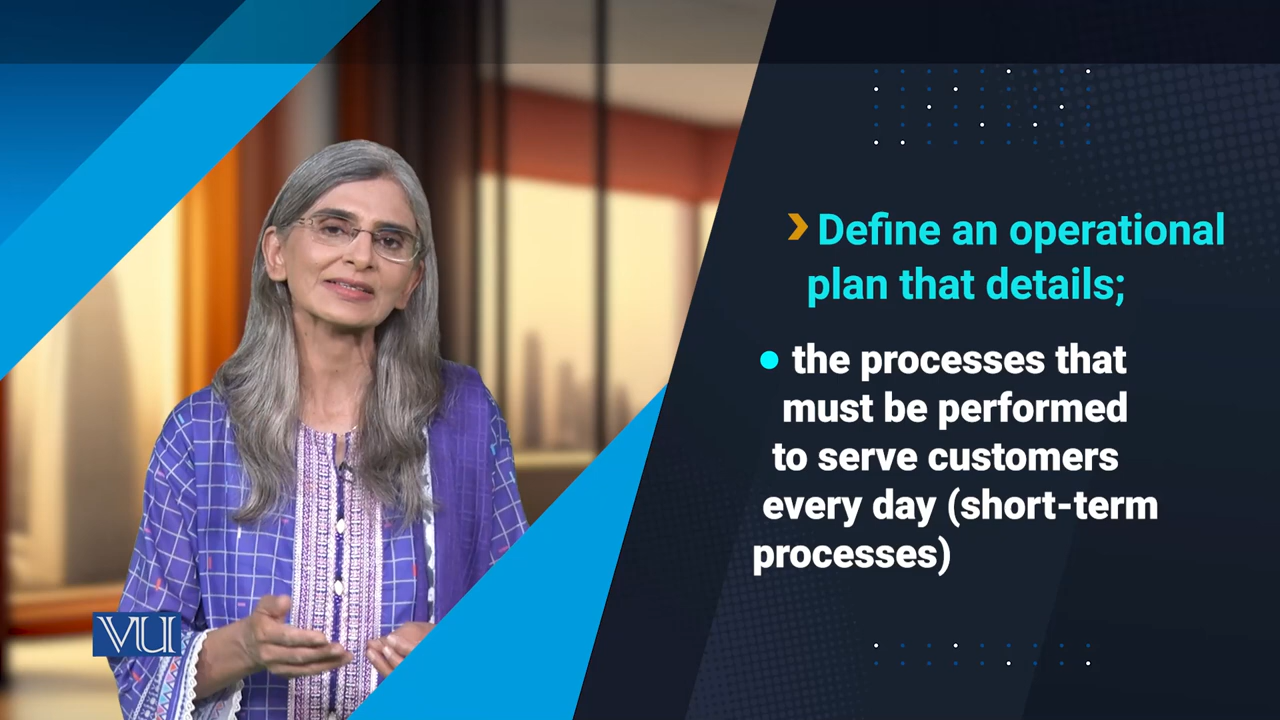 › Define an operational
plan that details;
• the processes that
must be performed
to serve customers
every day (short-term
processes)
VU